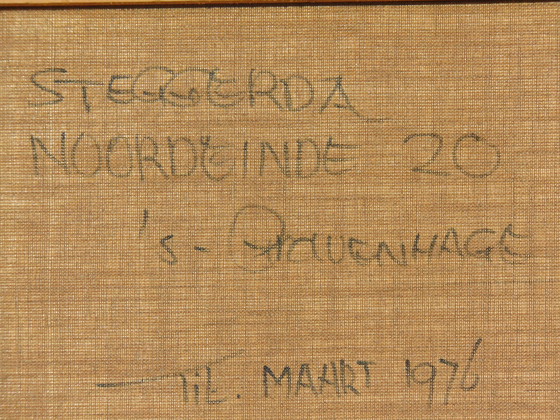 STEGGERDA
NOORDEINDE 20
's-GRAVENHAGE
MAART 1976